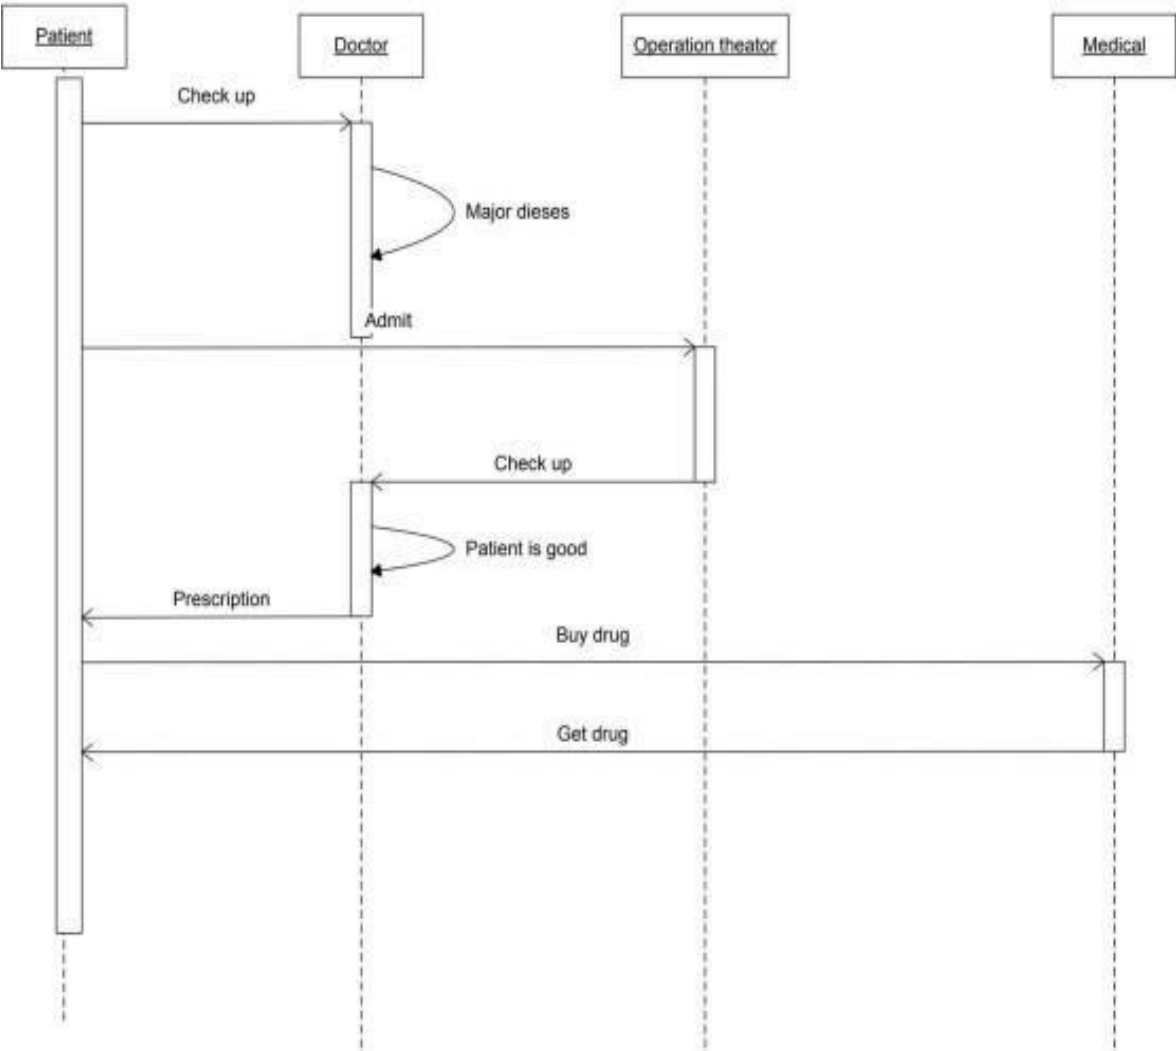 Patient
Doctor
Operation theator
Medical
Check up
Major dieses
Admit
Check up
Patient is good
Prescription
Buy drug
Get drug